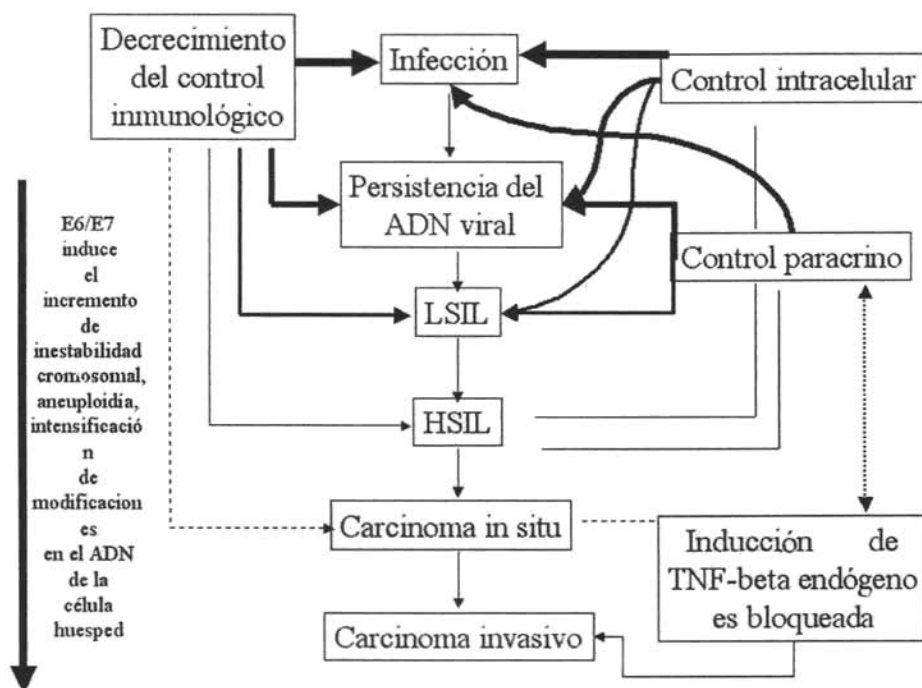 Decrecimiento
del control
inmunológico
Infección
Control intracelular
Persistencia del
ADN viral
E6/E7
induce
el
incremento
de
inestabilidad
cromosomal,
aneuploidía,
intensificació
n
de
modificacion
es
en el ADN
de la
célula
huesped
Control paracrino
LSIL
HSIL
Carcinoma in situ
Inducción de
TNF-beta endógeno
es bloqueada
Carcinoma invasivo